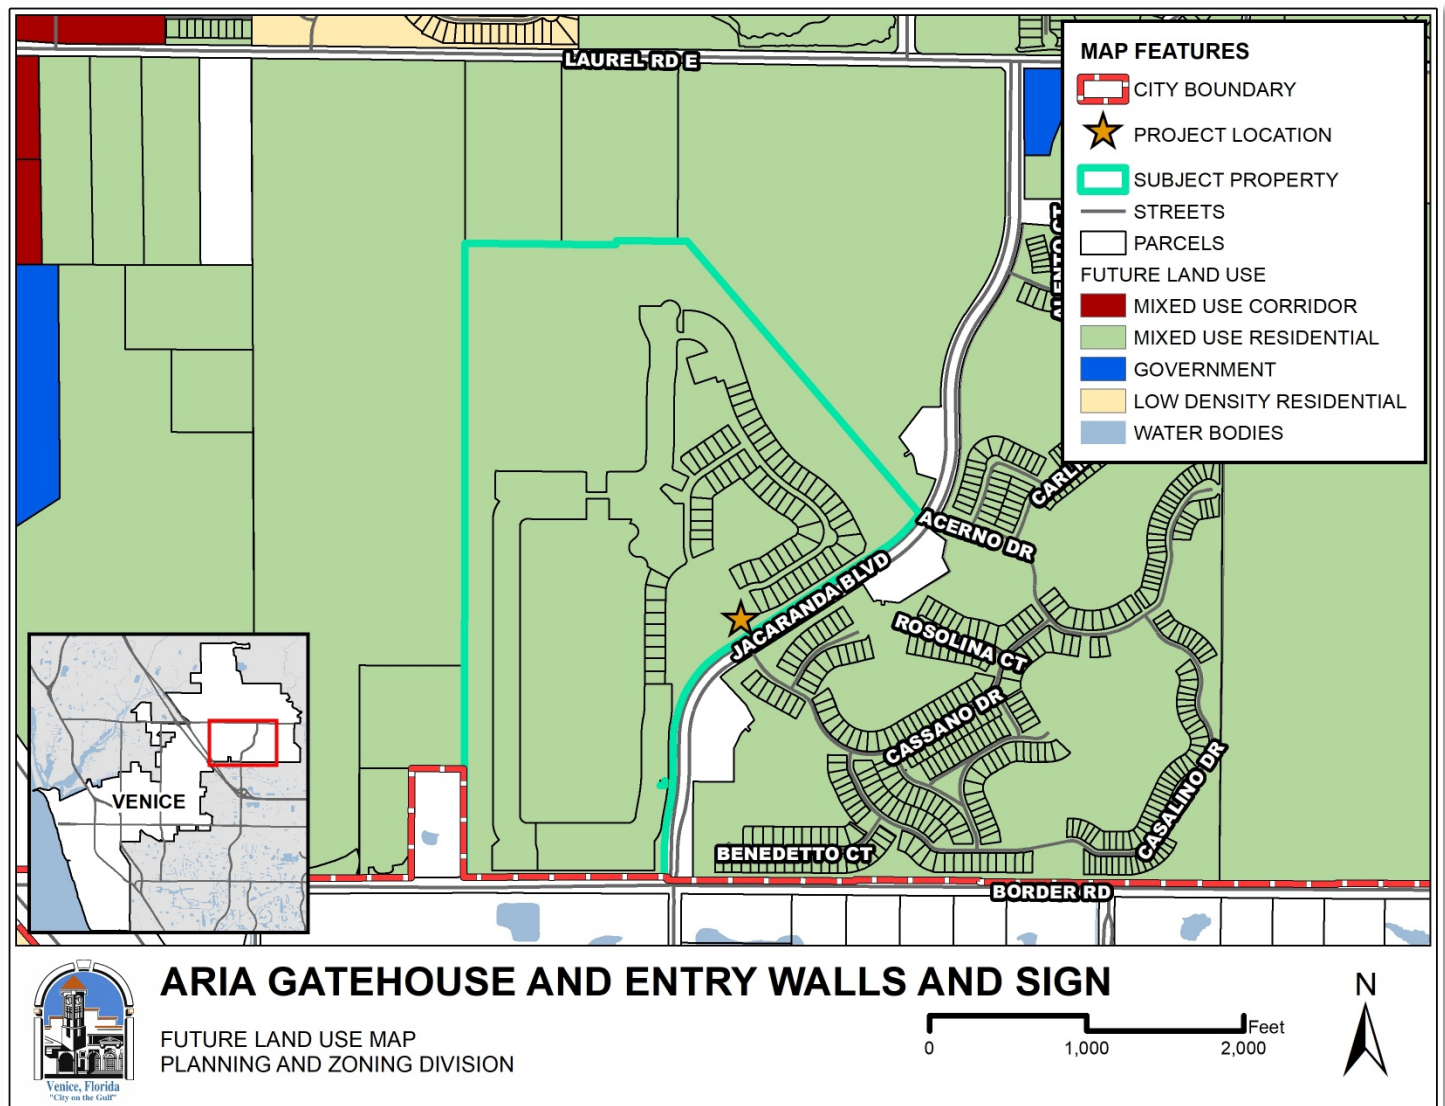 LAUREL RD E
MAP FEATURES
CITY BOUNDARY
PROJECT LOCATION
SUBJECT PROPERTY
STREETS
PARCELS
FUTURE LAND USE
MIXED USE CORRIDOR
MIXED USE RESIDENTIAL
GOVERNMENT
LOW DENSITY RESIDENTIAL
WATER BODIES
ACERNO DR
JACARANDA BLVD
ROSOLINA CT
CASSANO DR
CASALINO DR
BENEDETTO CT
BORDER RD
VENICE
ARIA GATEHOUSE AND ENTRY WALLS AND SIGN
FUTURE LAND USE MAP
PLANNING AND ZONING DIVISION
Venice, Florida
"City on the Gulf"
Feet
0 1,000 2,000
N